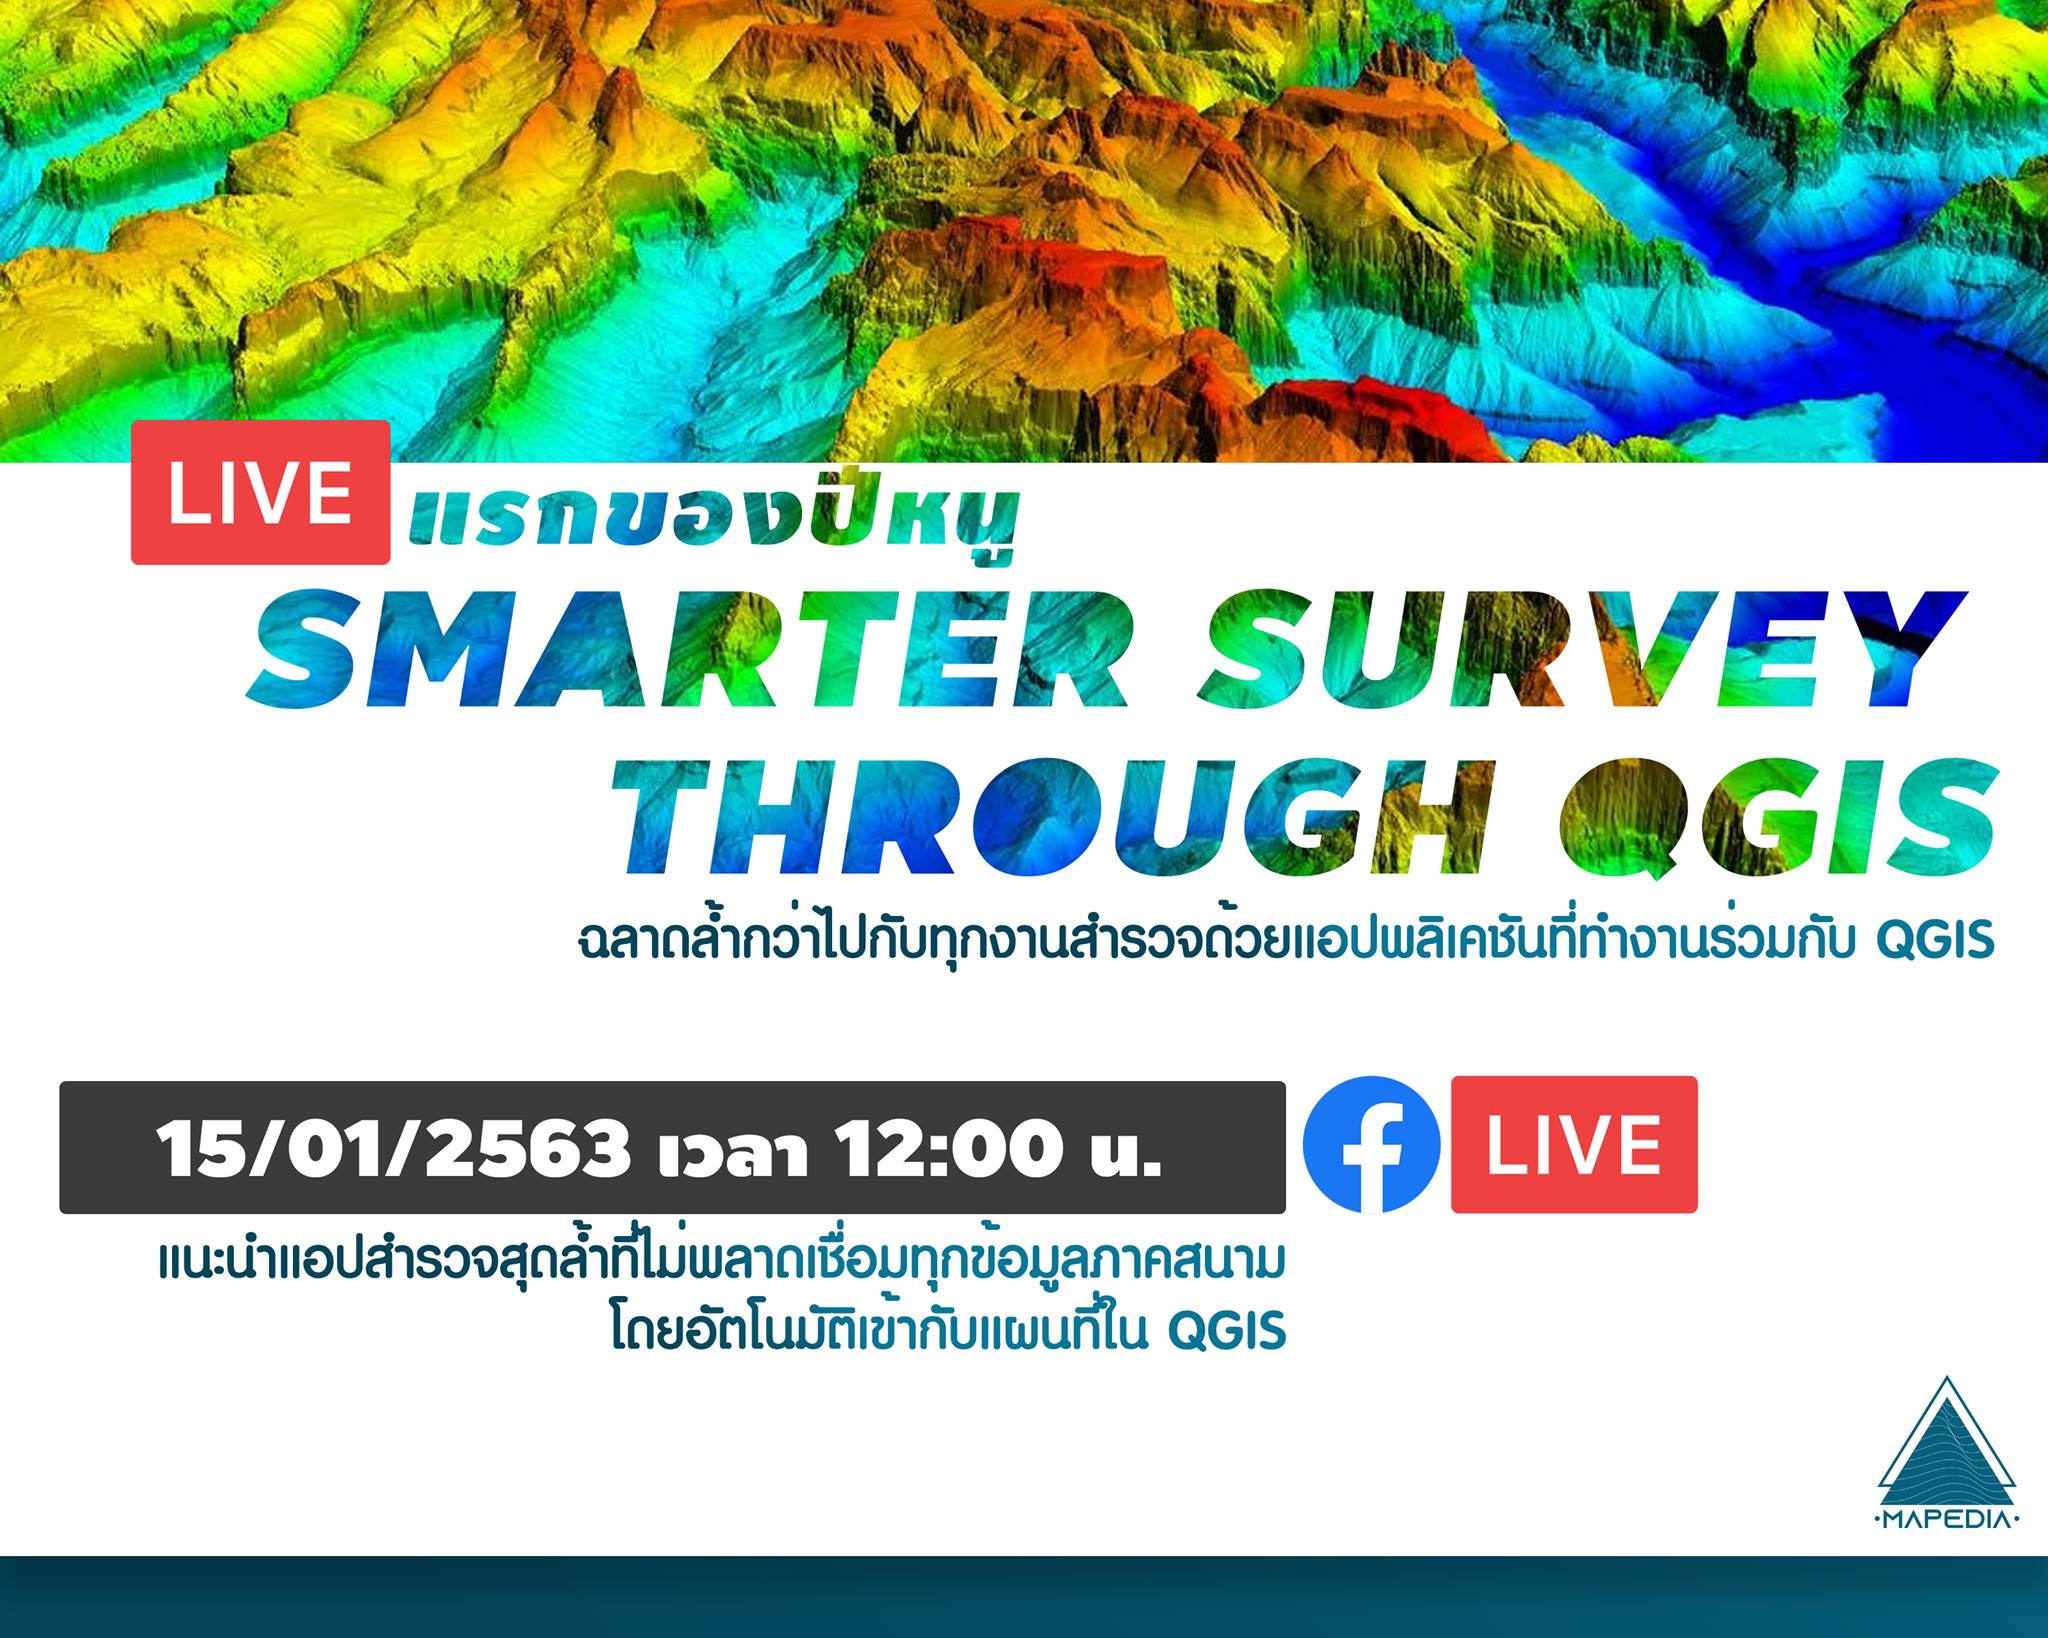 LIVE แรกของปีหนู
SMARTER SURVEY
THROUGH QGIS
ฉลาดล้ำกว่าไปกับทุกงานสำรวจด้วยแอปพลิเคชันที่ทำงานร่วมกับ QGIS
15/01/2563 เวลา 12:00 น. f LIVE
แนะนำแอปสำรวจสุดล้ำที่ไม่พลาดเชื่อมทุกข้อมูลภาคสนาม
โดยอัตโนมัติเข้ากับแผนที่ใน QGIS
·MAPEDIA·